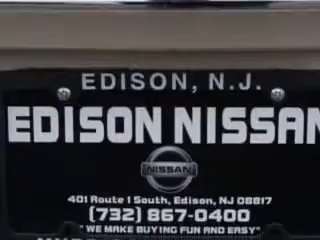 EDISON, N.J.
EDISON NISSAN
NISSAN
401 Route 1 South, Edison, NJ 08817
(732) 867-0400
"WE MAKE BUYING FUN AND EASY"